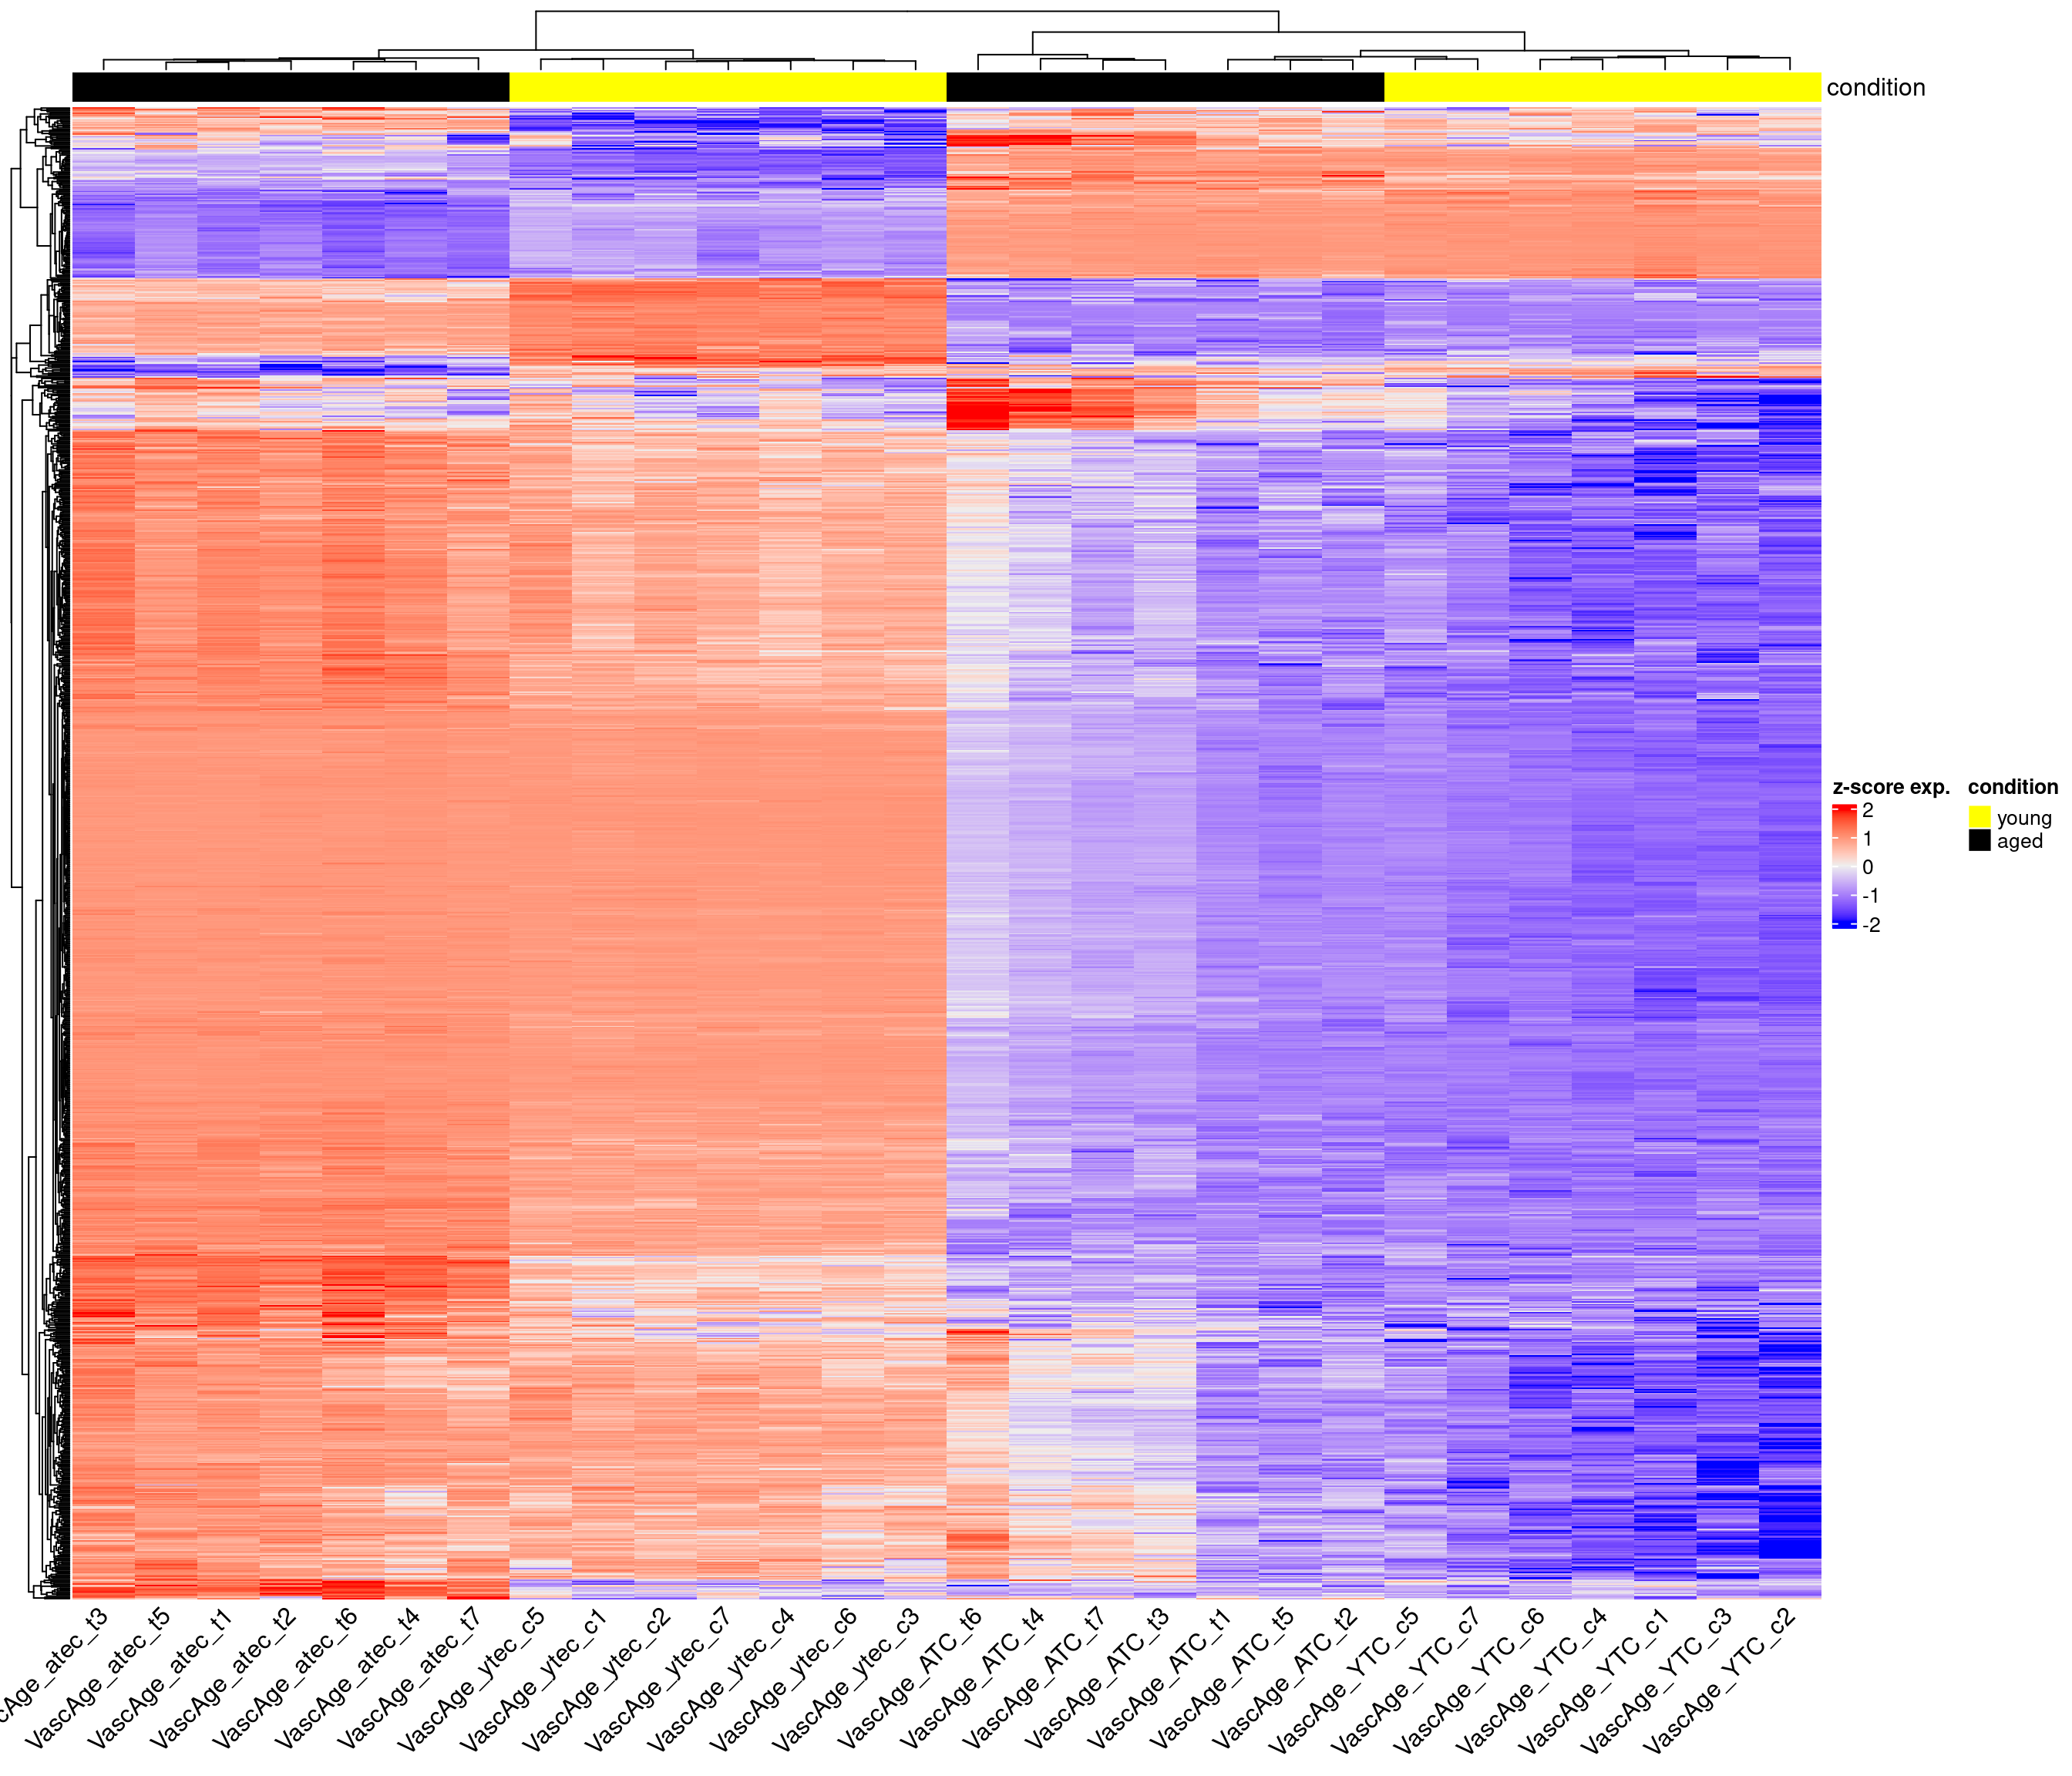 condition
z-score exp.
2
1
0
-1
-2
condition
young
aged
cAge_atec_t3
VascAge_atec_t5
VascAge_atec_t1
VascAge_atec_t2
VascAge_atec_t6
VascAge_atec_t4
VascAge_atec_t7
VascAge_ytec_c5
VascAge_ytec_c1
VascAge_ytec_c2
VascAge_ytec_c7
VascAge_ytec_c4
VascAge_ytec_c6
VascAge_ytec_c3
VascAge_ATC_t6
VascAge_ATC_t4
VascAge_ATC_t7
VascAge_ATC_t3
VascAge_ATC_t1
VascAge_ATC_t5
VascAge_ATC_t2
VascAge_YTC_c5
VascAge_YTC_c7
VascAge_YTC_c6
VascAge_YTC_c4
VascAge_YTC_c1
VascAge_YTC_c3
VascAge_YTC_c2